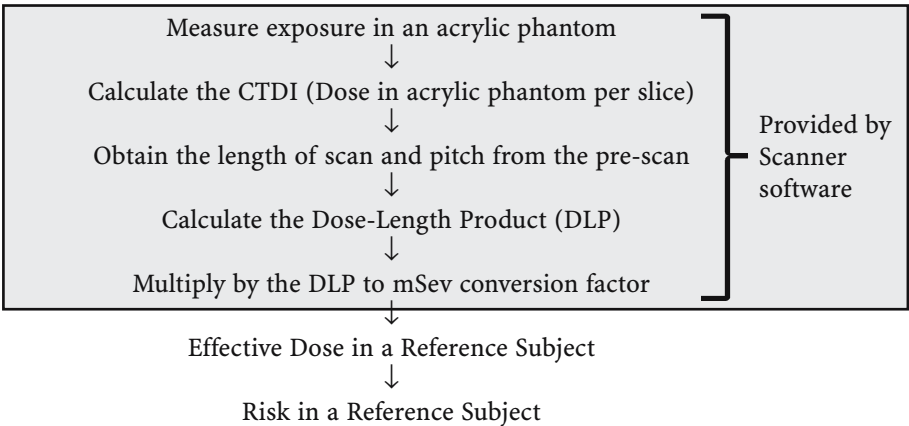 Measure exposure in an acrylic phantom
↓
Calculate the CTDI (Dose in acrylic phantom per slice)
↓
Obtain the length of scan and pitch from the pre-scan
↓
Calculate the Dose-Length Product (DLP)
↓
Multiply by the DLP to mSev conversion factor
↓
Effective Dose in a Reference Subject
↓
Risk in a Reference Subject
Provided by
Scanner
software